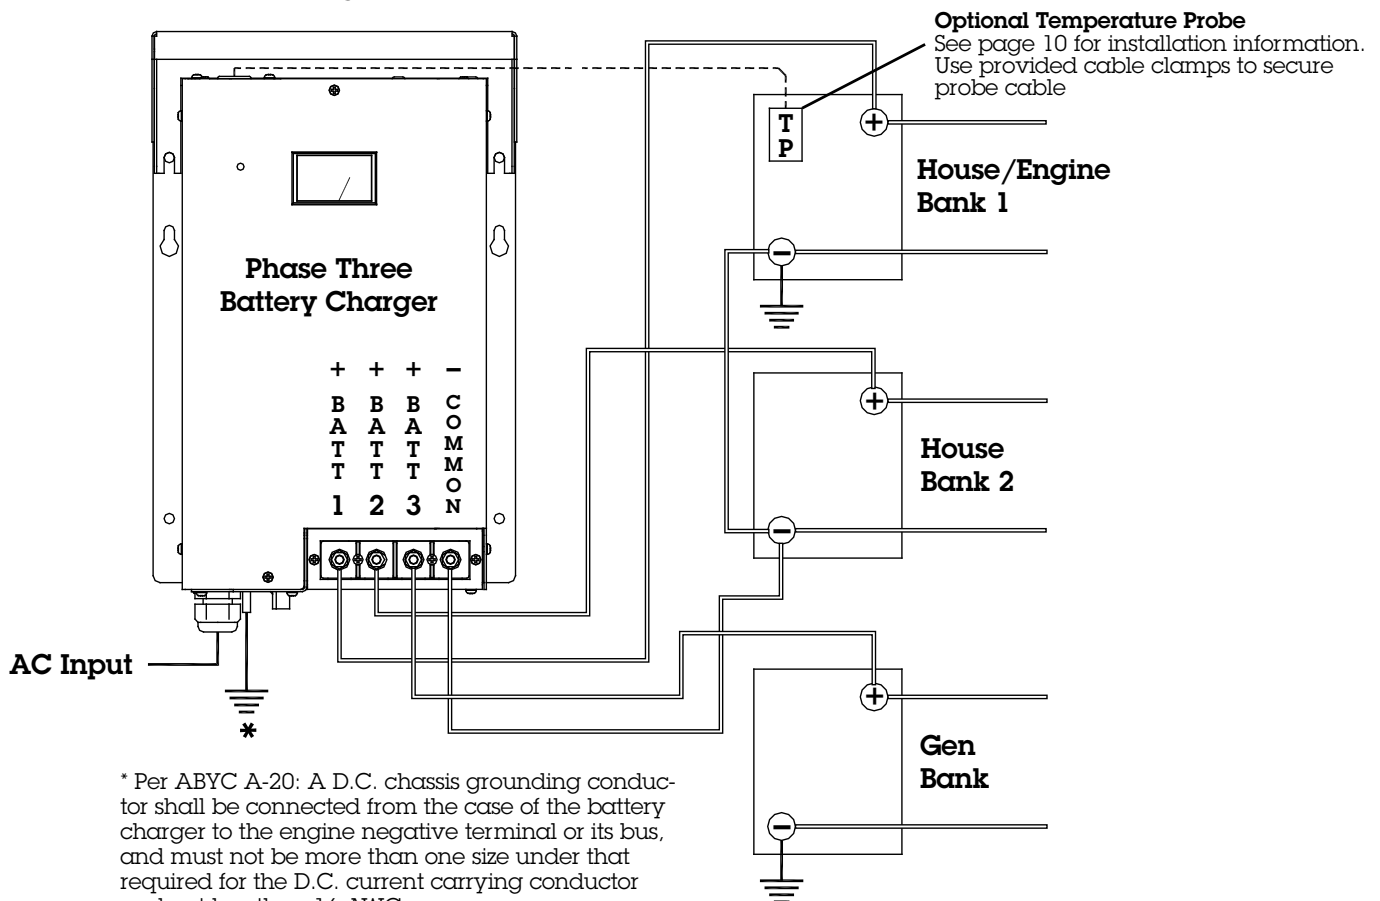 Optional Temperature Probe
See page 10 for installation information.
Use provided cable clamps to secure
probe cable
T
P
+
House/Engine
Bank 1
−
Phase Three
Battery Charger
+ + + −
BATT 1
BATT 2
BATT 3
COMMON
+
House
Bank 2
−
AC Input
*
+
Gen
Bank
−
* Per ABYC A-20: A D.C. chassis grounding conduc-
tor shall be connected from the case of the battery
charger to the engine negative terminal or its bus,
and must not be more than one size under that
required for the D.C. current carrying conductor